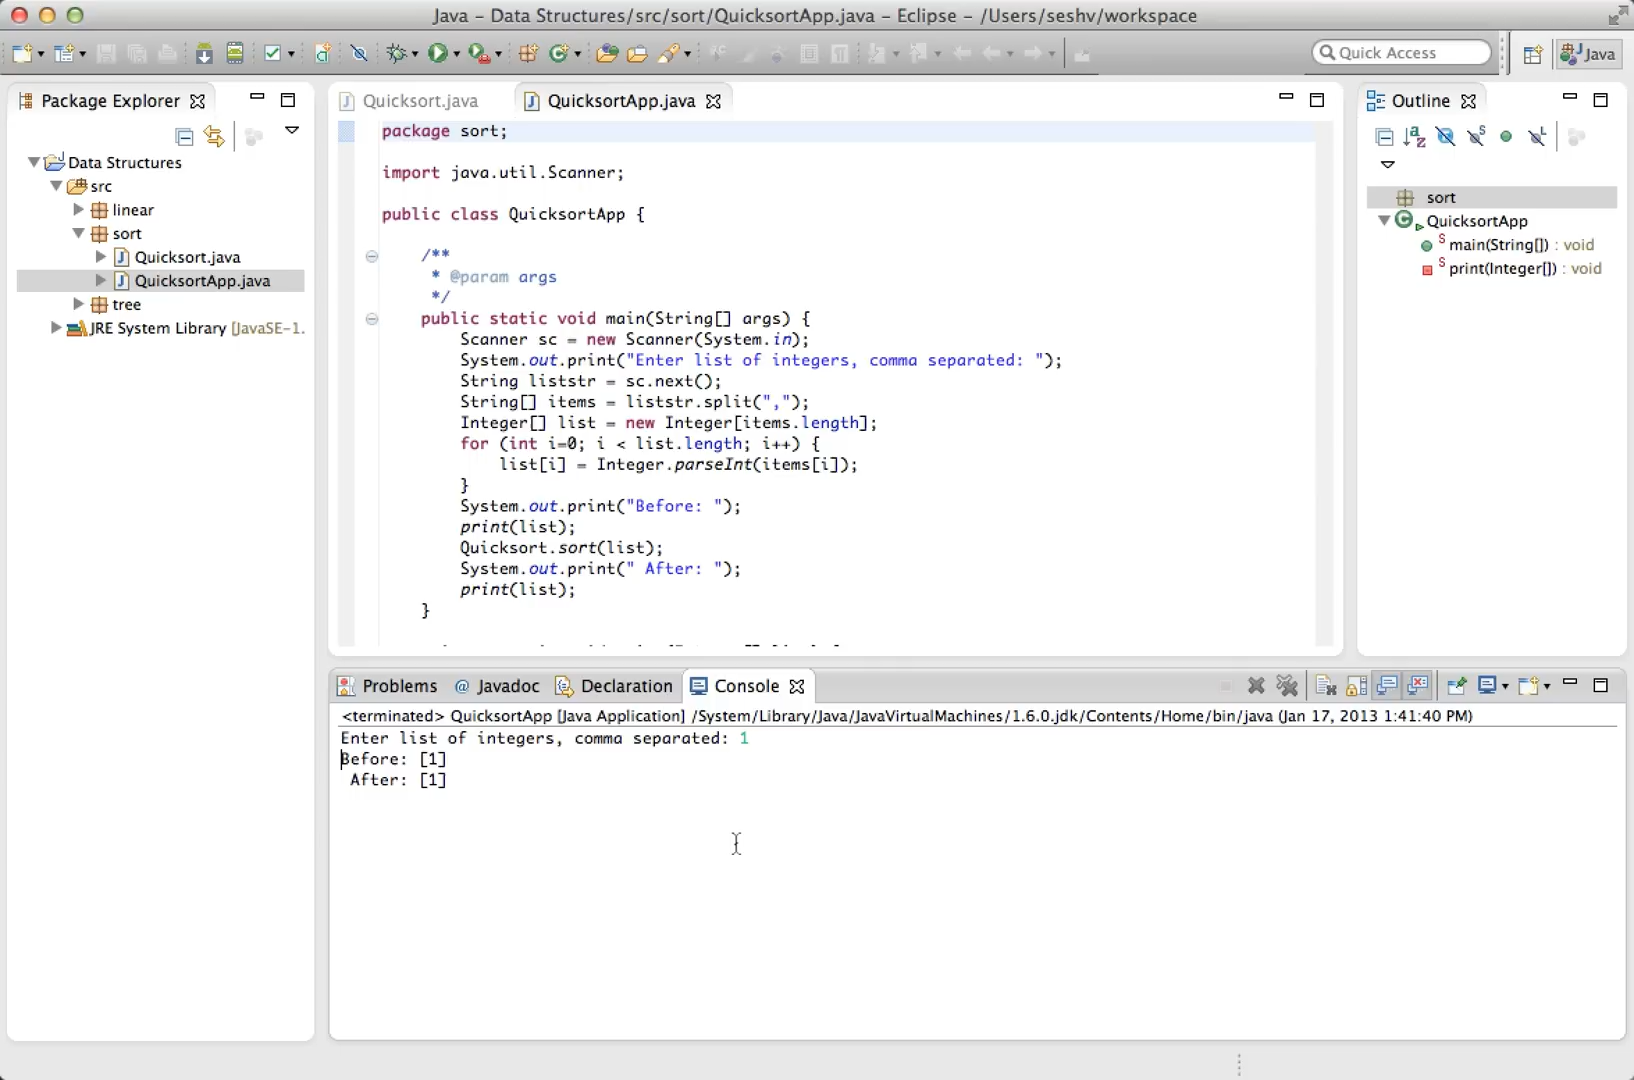 Java – Data Structures/src/sort/QuicksortApp.java – Eclipse – /Users/seshv/workspace
Quick Access
Java
Package Explorer
Data Structures
src
linear
sort
Quicksort.java
QuicksortApp.java
tree
JRE System Library [JavaSE-1.
Quicksort.java
QuicksortApp.java
package sort;
import java.util.Scanner;
public class QuicksortApp {
/**
* @param args
*/
public static void main(String[] args) {
Scanner sc = new Scanner(System.in);
System.out.print("Enter list of integers, comma separated: ");
String liststr = sc.next();
String[] items = liststr.split(",");
Integer[] list = new Integer[items.length];
for (int i=0; i < list.length; i++) {
list[i] = Integer.parseInt(items[i]);
}
System.out.print("Before: ");
print(list);
Quicksort.sort(list);
System.out.print(" After: ");
print(list);
}
Outline
sort
QuicksortApp
main(String[]) : void
print(Integer[]) : void
Problems
Javadoc
Declaration
Console
<terminated> QuicksortApp [Java Application] /System/Library/Java/JavaVirtualMachines/1.6.0.jdk/Contents/Home/bin/java (Jan 17, 2013 1:41:40 PM)
Enter list of integers, comma separated: 1
Before: [1]
After: [1]